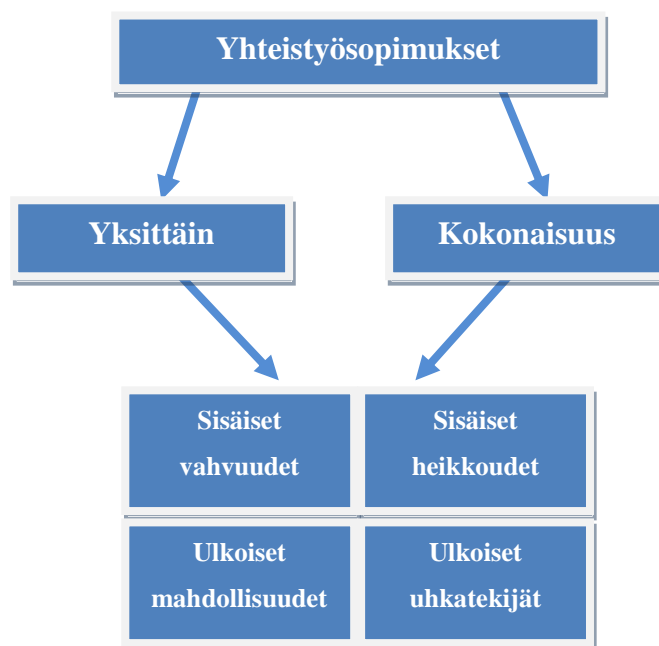 Yhteistyösopimukset
Yksittäin
Kokonaisuus
Sisäiset
vahvuudet
Sisäiset
heikkoudet
Ulkoiset
mahdollisuudet
Ulkoiset
uhkatekijät